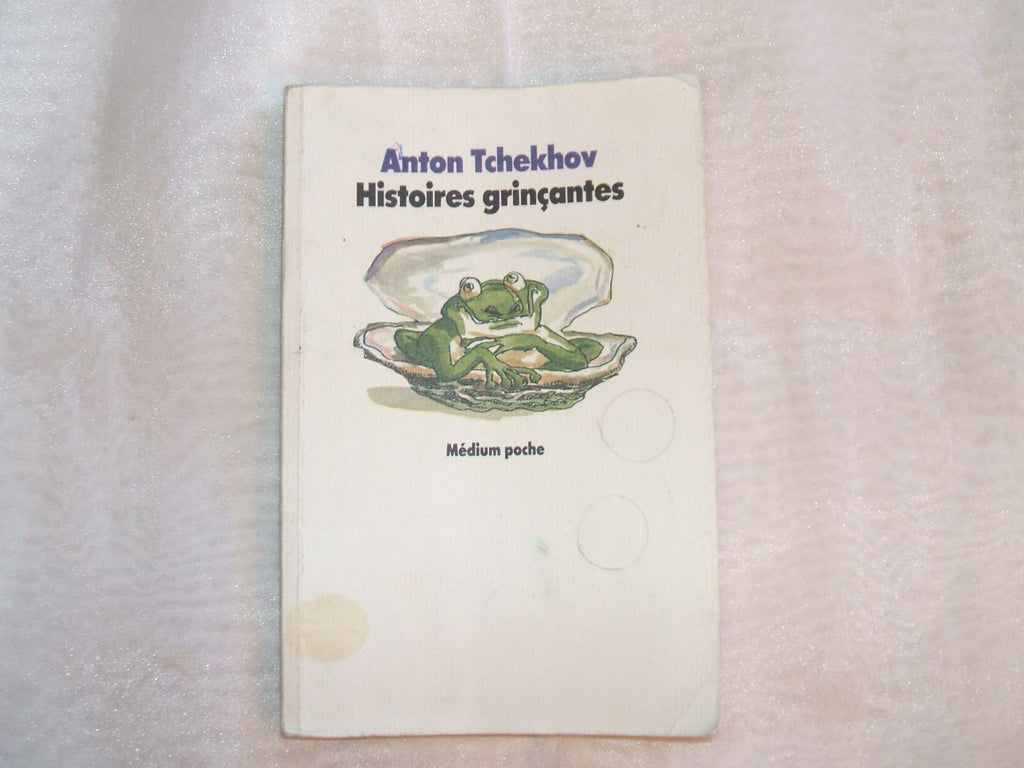 Anton Tchekhov
Histoires grinçantes
Médium poche